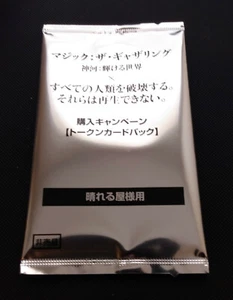 マジック：ザ・ギャザリング
神河：輝ける世界
×
すべての人類を破壊する。
それらは再生できない。
購入キャンペーン
【トークンカードパック】
晴れる屋様用
非売品